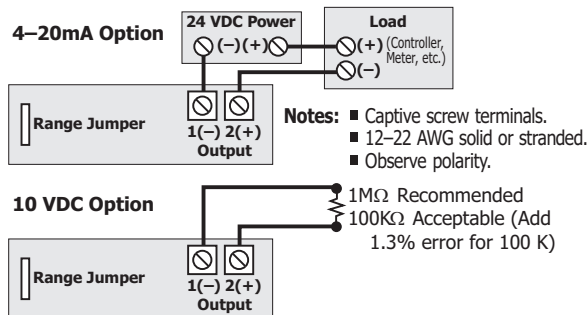 4–20mA Option
24 VDC Power
(–)(+)
Load
(+) (Controller,
Meter, etc.)
(–)
Range Jumper
1(–) 2(+)
Output
Notes: ■ Captive screw terminals.
■ 12–22 AWG solid or stranded.
■ Observe polarity.
10 VDC Option
1MΩ Recommended
100KΩ Acceptable (Add
1.3% error for 100 K)
Range Jumper
1(–) 2(+)
Output